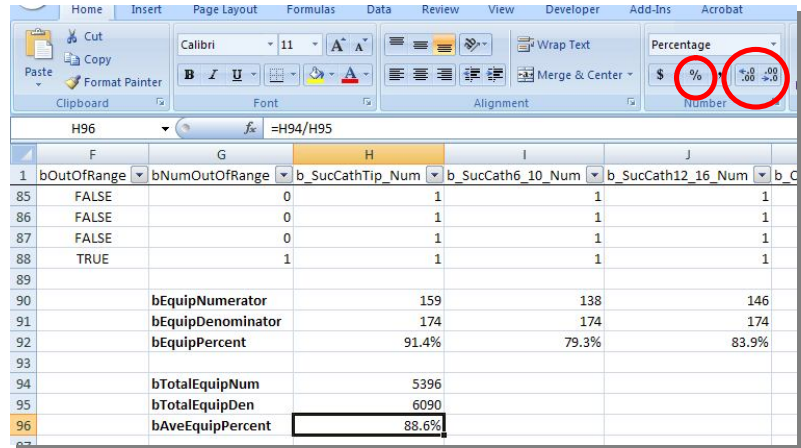 Home Insert Page Layout Formulas Data Review View Developer Add-Ins Acrobat
Cut
Copy
Format Painter
Paste
Calibri 11 A A
B I U A
Wrap Text
Merge & Center
Percentage
$ % , .0 .00 .00 .0
Clipboard Font Alignment Number
H96 fx =H94/H95
F G H I J
1 bOutOfRange bNumOutOfRange b_SucCathTip_Num b_SucCath6_10_Num b_SucCath12_16_Num
85 FALSE 0 1 1 1
86 FALSE 0 1 1 1
87 FALSE 0 1 1 1
88 TRUE 1 1 1 1
89
90 bEquipNumerator 159 138 146
91 bEquipDenominator 174 174 174
92 bEquipPercent 91.4% 79.3% 83.9%
93
94 bTotalEquipNum 5396
95 bTotalEquipDen 6090
96 bAveEquipPercent 88.6%